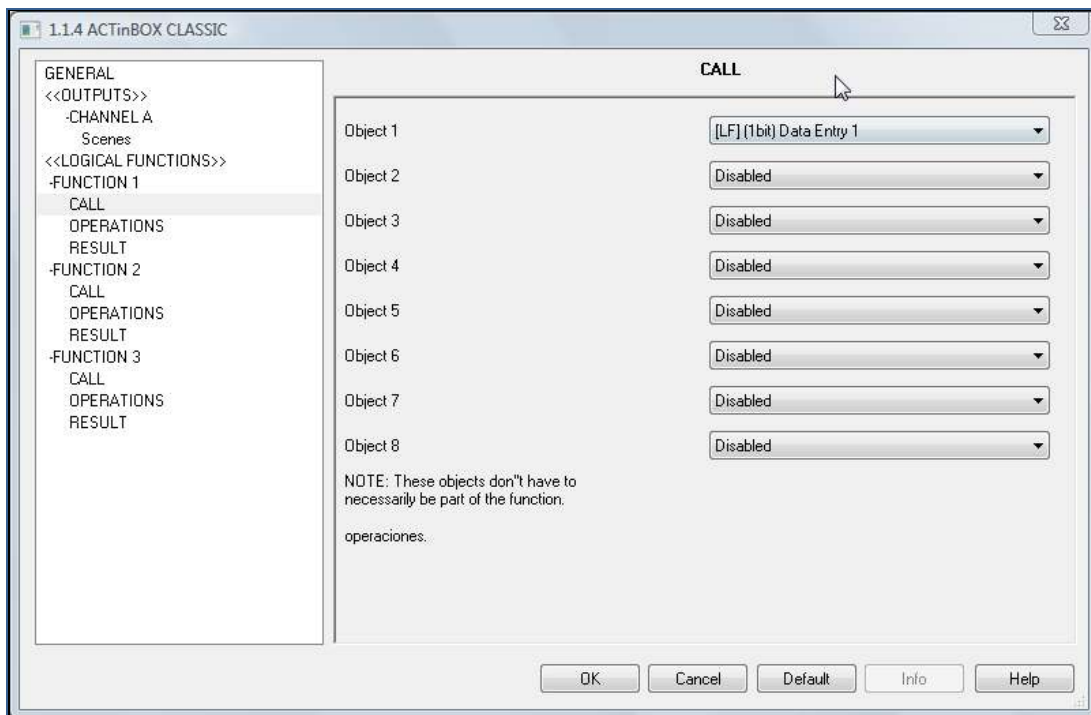 1.1.4 ACTinBOX CLASSIC
GENERAL
<<OUTPUTS>>
-CHANNEL A
Scenes
<<LOGICAL FUNCTIONS>>
-FUNCTION 1
CALL
OPERATIONS
RESULT
-FUNCTION 2
CALL
OPERATIONS
RESULT
-FUNCTION 3
CALL
OPERATIONS
RESULT
CALL
Object 1 [LF] (1bit) Data Entry 1
Object 2 Disabled
Object 3 Disabled
Object 4 Disabled
Object 5 Disabled
Object 6 Disabled
Object 7 Disabled
Object 8 Disabled
NOTE: These objects don"t have to
necessarily be part of the function.
operaciones.
OK Cancel Default Info Help